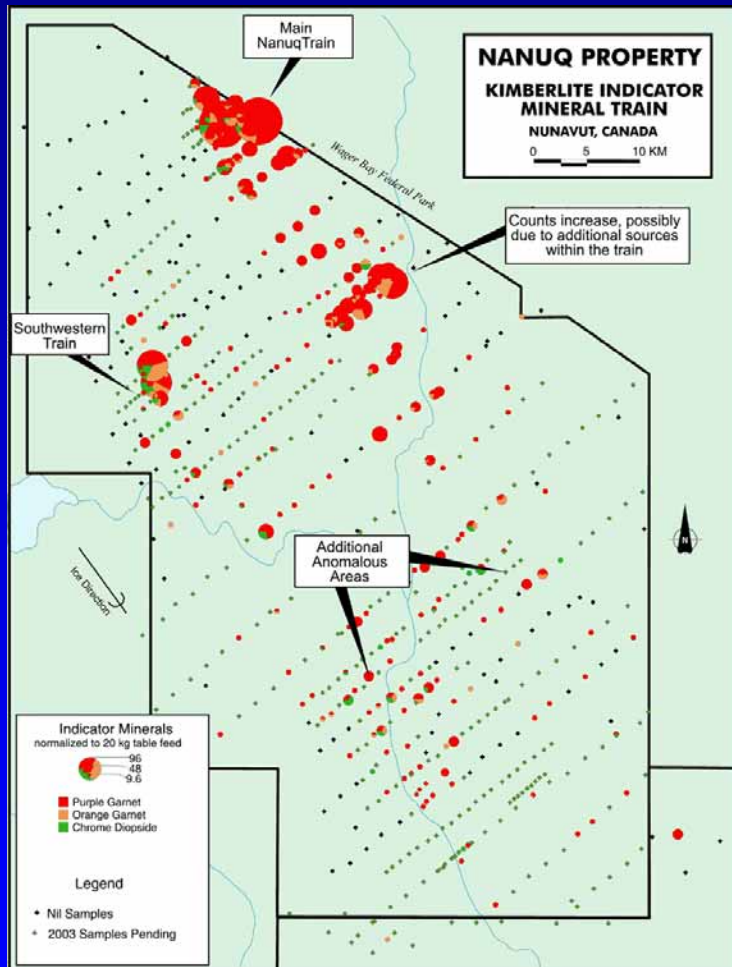 Main
NanuqTrain
NANUQ PROPERTY
KIMBERLITE INDICATOR
MINERAL TRAIN
NUNAVUT, CANADA
0 5 10 KM
Wager Bay Federal Park
Counts increase, possibly
due to additional sources
within the train
Southwestern
Train
Additional
Anomalous
Areas
N
Ice Direction
Indicator Minerals
normalized to 20 kg table feed
96
48
9.6
Purple Garnet
Orange Garnet
Chrome Diopside
Legend
Nil Samples
2003 Samples Pending